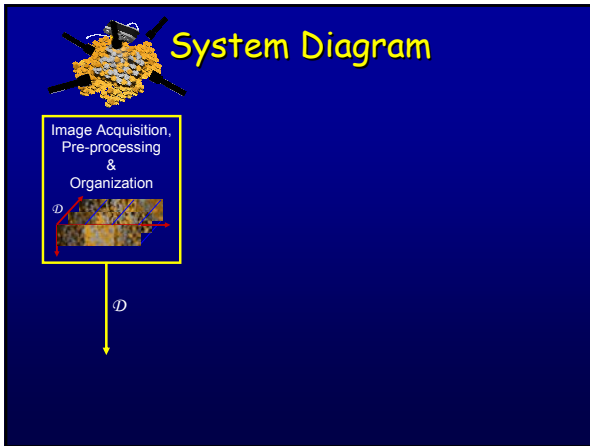 System Diagram
Image Acquisition,
Pre-processing
&
Organization
𝒟
𝒟